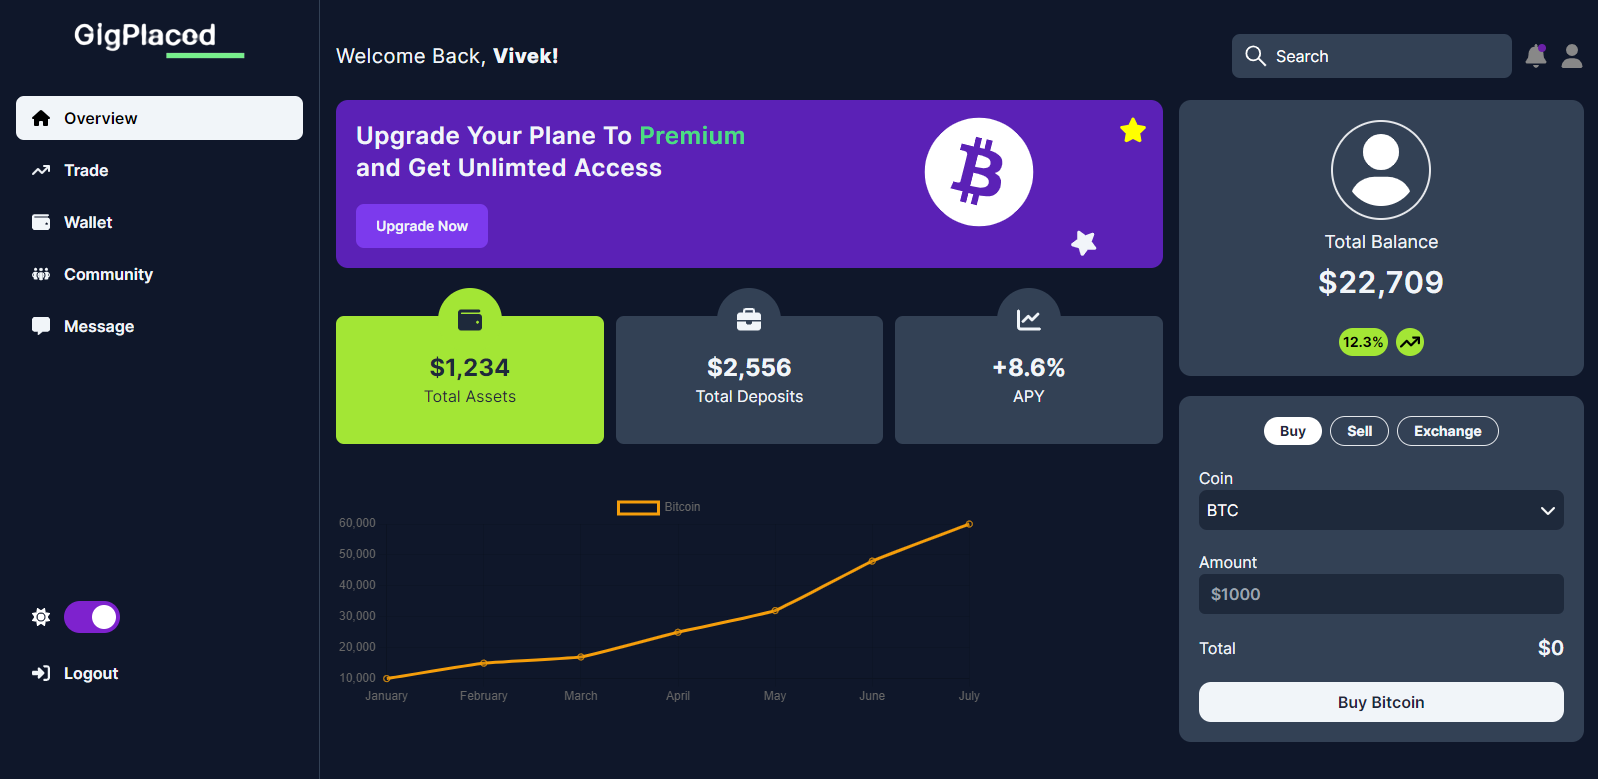 GigPlacod
Overview
Trade
Wallet
Community
Message
Logout
Welcome Back, Vivek!
Search
Upgrade Your Plane To Premium
and Get Unlimted Access
Upgrade Now
$1,234
Total Assets
$2,556
Total Deposits
+8.6%
APY
Bitcoin
60,000
50,000
40,000
30,000
20,000
10,000
January February March April May June July
Total Balance
$22,709
12.3%
Buy Sell Exchange
Coin
BTC
Amount
$1000
Total $0
Buy Bitcoin